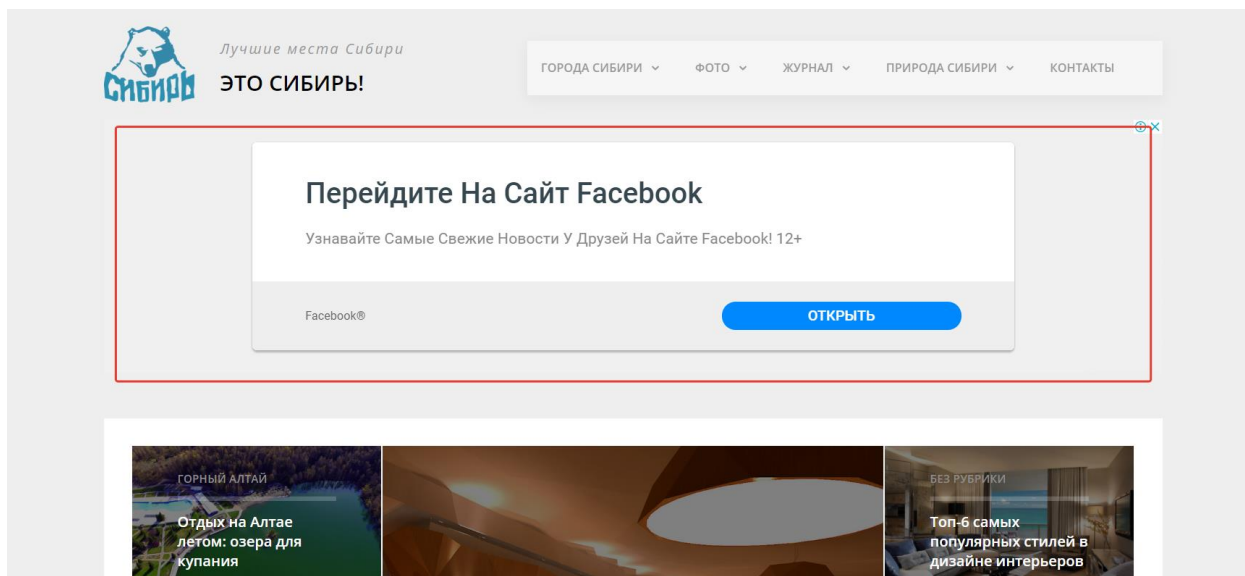 Лучшие места Сибири
СИБИРЬ
ЭТО СИБИРЬ!
ГОРОДА СИБИРИ
ФОТО
ЖУРНАЛ
ПРИРОДА СИБИРИ
КОНТАКТЫ
Перейдите На Сайт Facebook
Узнавайте Самые Свежие Новости У Друзей На Сайте Facebook! 12+
Facebook®
ОТКРЫТЬ
ГОРНЫЙ АЛТАЙ
Отдых на Алтае
летом: озера для
купания
БЕЗ РУБРИКИ
Топ-6 самых
популярных стилей в
дизайне интерьеров